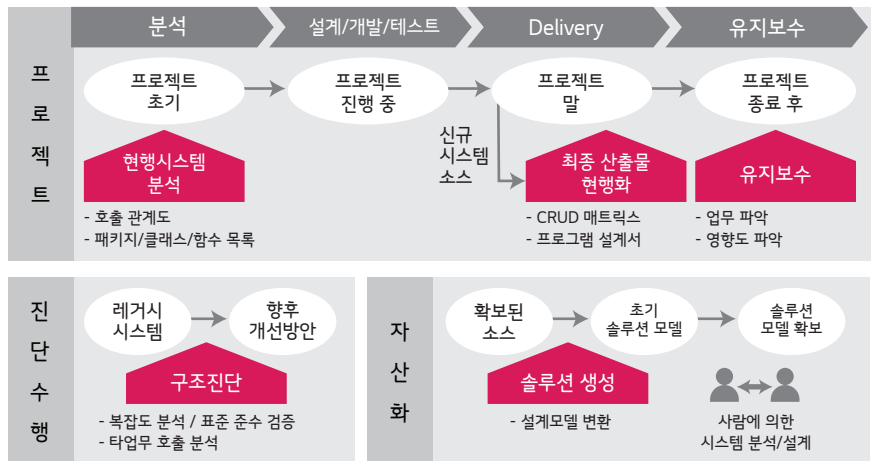 분석
설계/개발/테스트
Delivery
유지보수
프로젝트
프로젝트
초기
프로젝트
진행 중
프로젝트
말
프로젝트
종료 후
신규
시스템
소스
현행시스템
분석
최종 산출물
현행화
유지보수
- 호출 관계도
- 패키지/클래스/함수 목록
- CRUD 매트릭스
- 프로그램 설계서
- 업무 파악
- 영향도 파악
진단수행
레거시
시스템
향후
개선방안
구조진단
- 복잡도 분석 / 표준 준수 검증
- 타업무 호출 분석
자산화
확보된
소스
초기
솔루션 모델
솔루션
모델 확보
솔루션 생성
- 설계모델 변환
사람에 의한
시스템 분석/설계